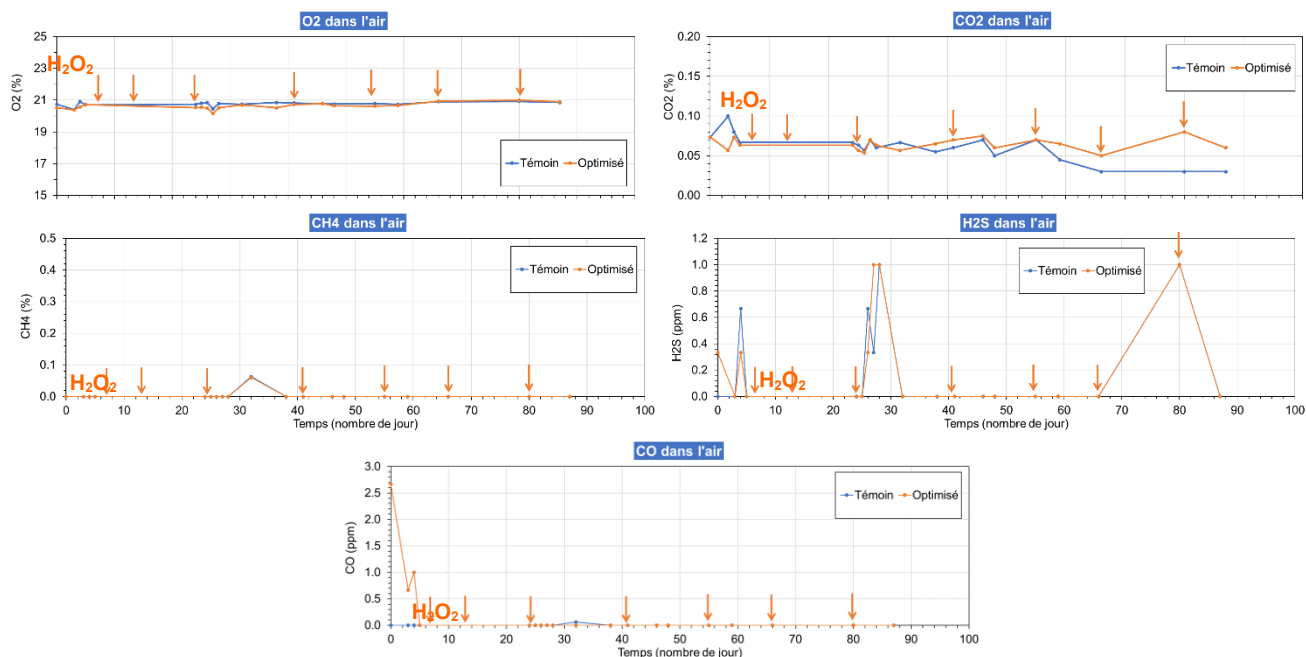 O2 dans l'air
25
23
21
19
17
15
O2 (%)
H₂O₂
Témoin
Optimisé
CO2 dans l'air
0.20
0.15
0.10
0.05
0.00
CO2 (%)
H₂O₂
Témoin
Optimisé
CH4 dans l'air
0.5
0.4
0.3
0.2
0.1
0.0
CH4 (%)
H₂O₂
Témoin
Optimisé
0 10 20 30 40 50 60 70 80 90 100
Temps (nombre de jour)
H2S dans l'air
1.2
1.0
0.8
0.6
0.4
0.2
0.0
H2S (ppm)
H₂O₂
Témoin
Optimisé
0 10 20 30 40 50 60 70 80 90 100
Temps (nombre de jour)
CO dans l'air
3.0
2.5
2.0
1.5
1.0
0.5
0.0
CO (ppm)
H₂O₂
Témoin
Optimisé
0 10 20 30 40 50 60 70 80 90 100
Temps (nombre de jour)